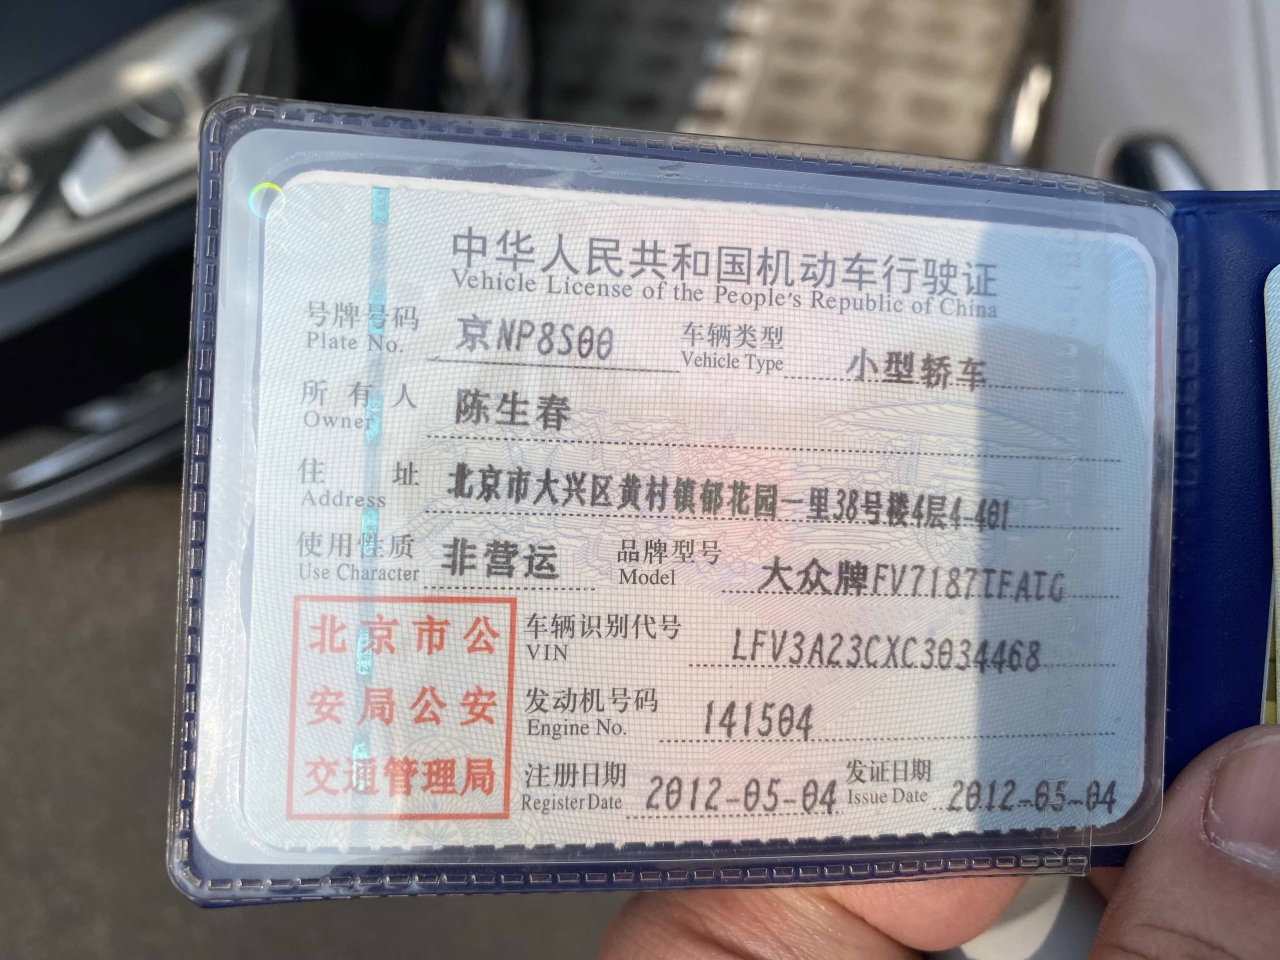 中华人民共和国机动车行驶证
Vehicle License of the People's Republic of China
号牌号码 京NP8S00 车辆类型 小型轿车
Plate No. Vehicle Type
所有人 陈生春
Owner
住址 北京市大兴区黄村镇郁花园一里38号楼4层4-401
Address
使用性质 非营运 品牌型号 大众牌FV7187TFATG
Use Character Model
北京市公安局公安交通管理局
车辆识别代号 LFV3A23CXC3034468
VIN
发动机号码 141504
Engine No.
注册日期 2012-05-04 发证日期 2012-05-04
Register Date Issue Date